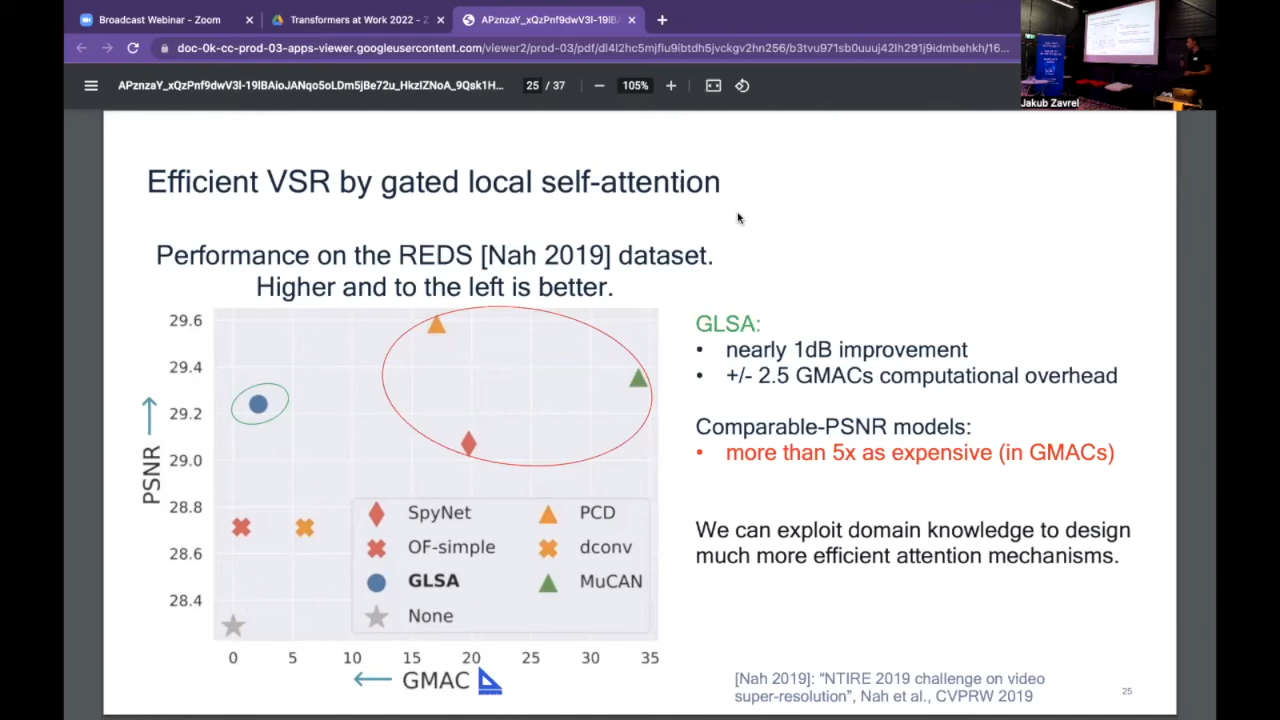 Broadcast Webinar - Zoom
Transformers at Work 2022 - Z
APznzaY_xQzPnf9dwV3l-19lBA
doc-0k-cc-prod-03-apps-viewer.googleusercontent.com/viewer2/prod-03/pdf/dl4l2hc5mjflu9ibtdh5jvckgv2hn256/b3tvu971sb0uuuj42lh291j9idmbehkh/16...
APznzaY_xQzPnf9dwV3l-19lBAioJANqo5oLDmsjBe72u_HkzIZNoA_9Qsk1H...
25 / 37
105%
Jakub Zavrel
Efficient VSR by gated local self-attention
Performance on the REDS [Nah 2019] dataset.
Higher and to the left is better.
29.6
29.4
29.2
29.0
28.8
28.6
28.4
PSNR
SpyNet
OF-simple
GLSA
None
PCD
dconv
MuCAN
0 5 10 15 20 25 30 35
GMAC
GLSA:
• nearly 1dB improvement
• +/- 2.5 GMACs computational overhead
Comparable-PSNR models:
• more than 5x as expensive (in GMACs)
We can exploit domain knowledge to design
much more efficient attention mechanisms.
[Nah 2019]: “NTIRE 2019 challenge on video
super-resolution”, Nah et al., CVPRW 2019
25